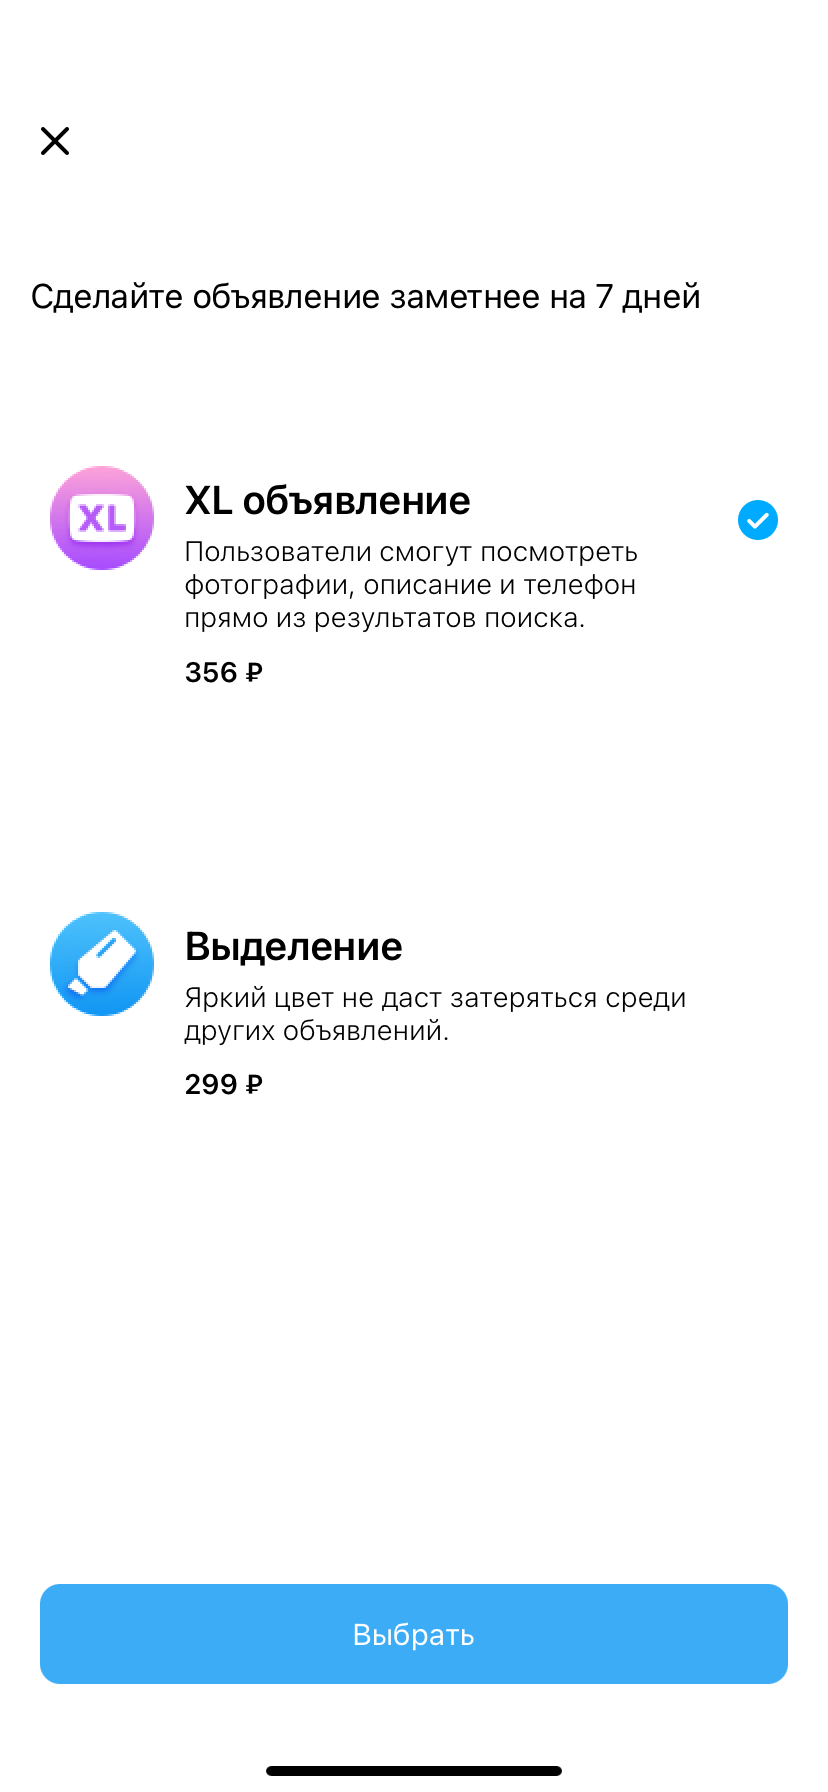 Сделайте объявление заметнее на 7 дней
XL
XL объявление
Пользователи смогут посмотреть
фотографии, описание и телефон
прямо из результатов поиска.
356 ₽
Выделение
Яркий цвет не даст затеряться среди
других объявлений.
299 ₽
Выбрать